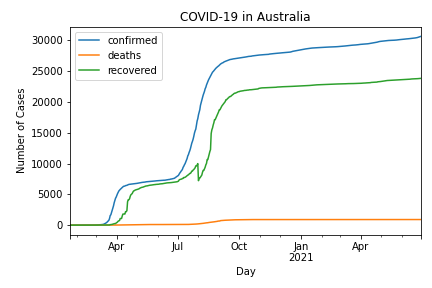 COVID-19 in Australia
confirmed
deaths
recovered
Number of Cases
30000
25000
20000
15000
10000
5000
0
Apr
Jul
Oct
Jan
2021
Apr
Day